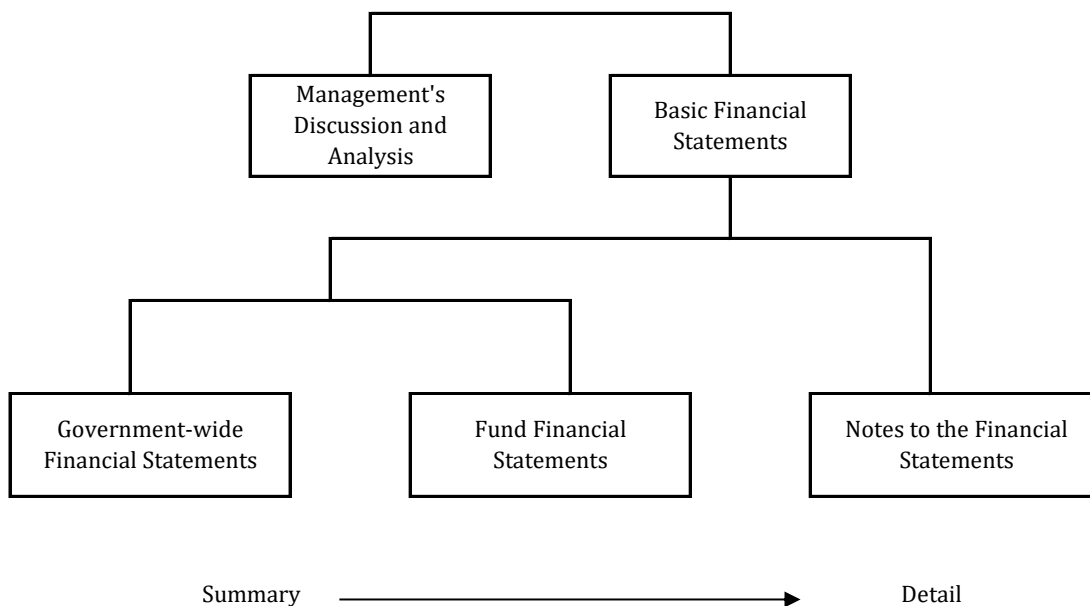 Management's
Discussion and
Analysis
Basic Financial
Statements
Government-wide
Financial Statements
Fund Financial
Statements
Notes to the Financial
Statements
Summary
Detail